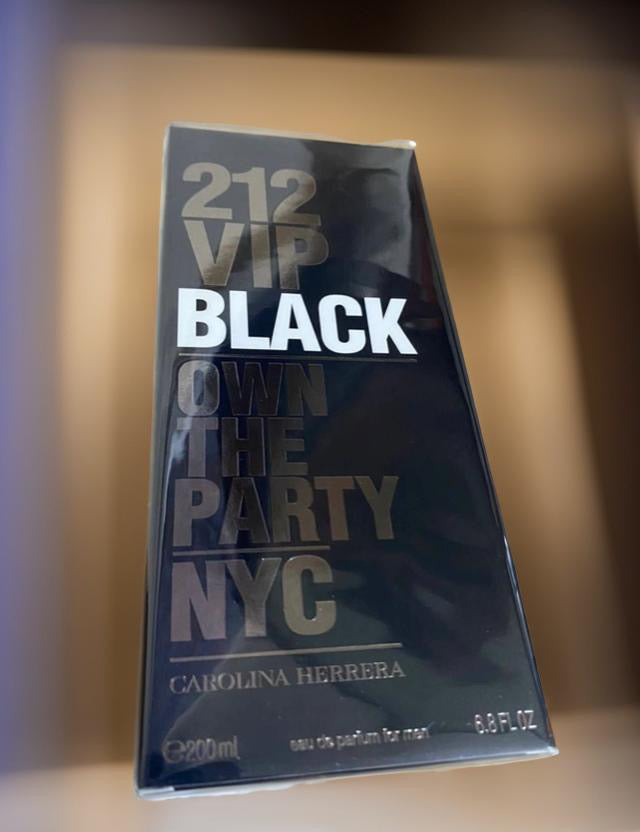 212
VIP
BLACK
OWN
THE
PARTY
NYC
CAROLINA HERRERA
℮200ml eau de parfum for men 6.8 FL OZ